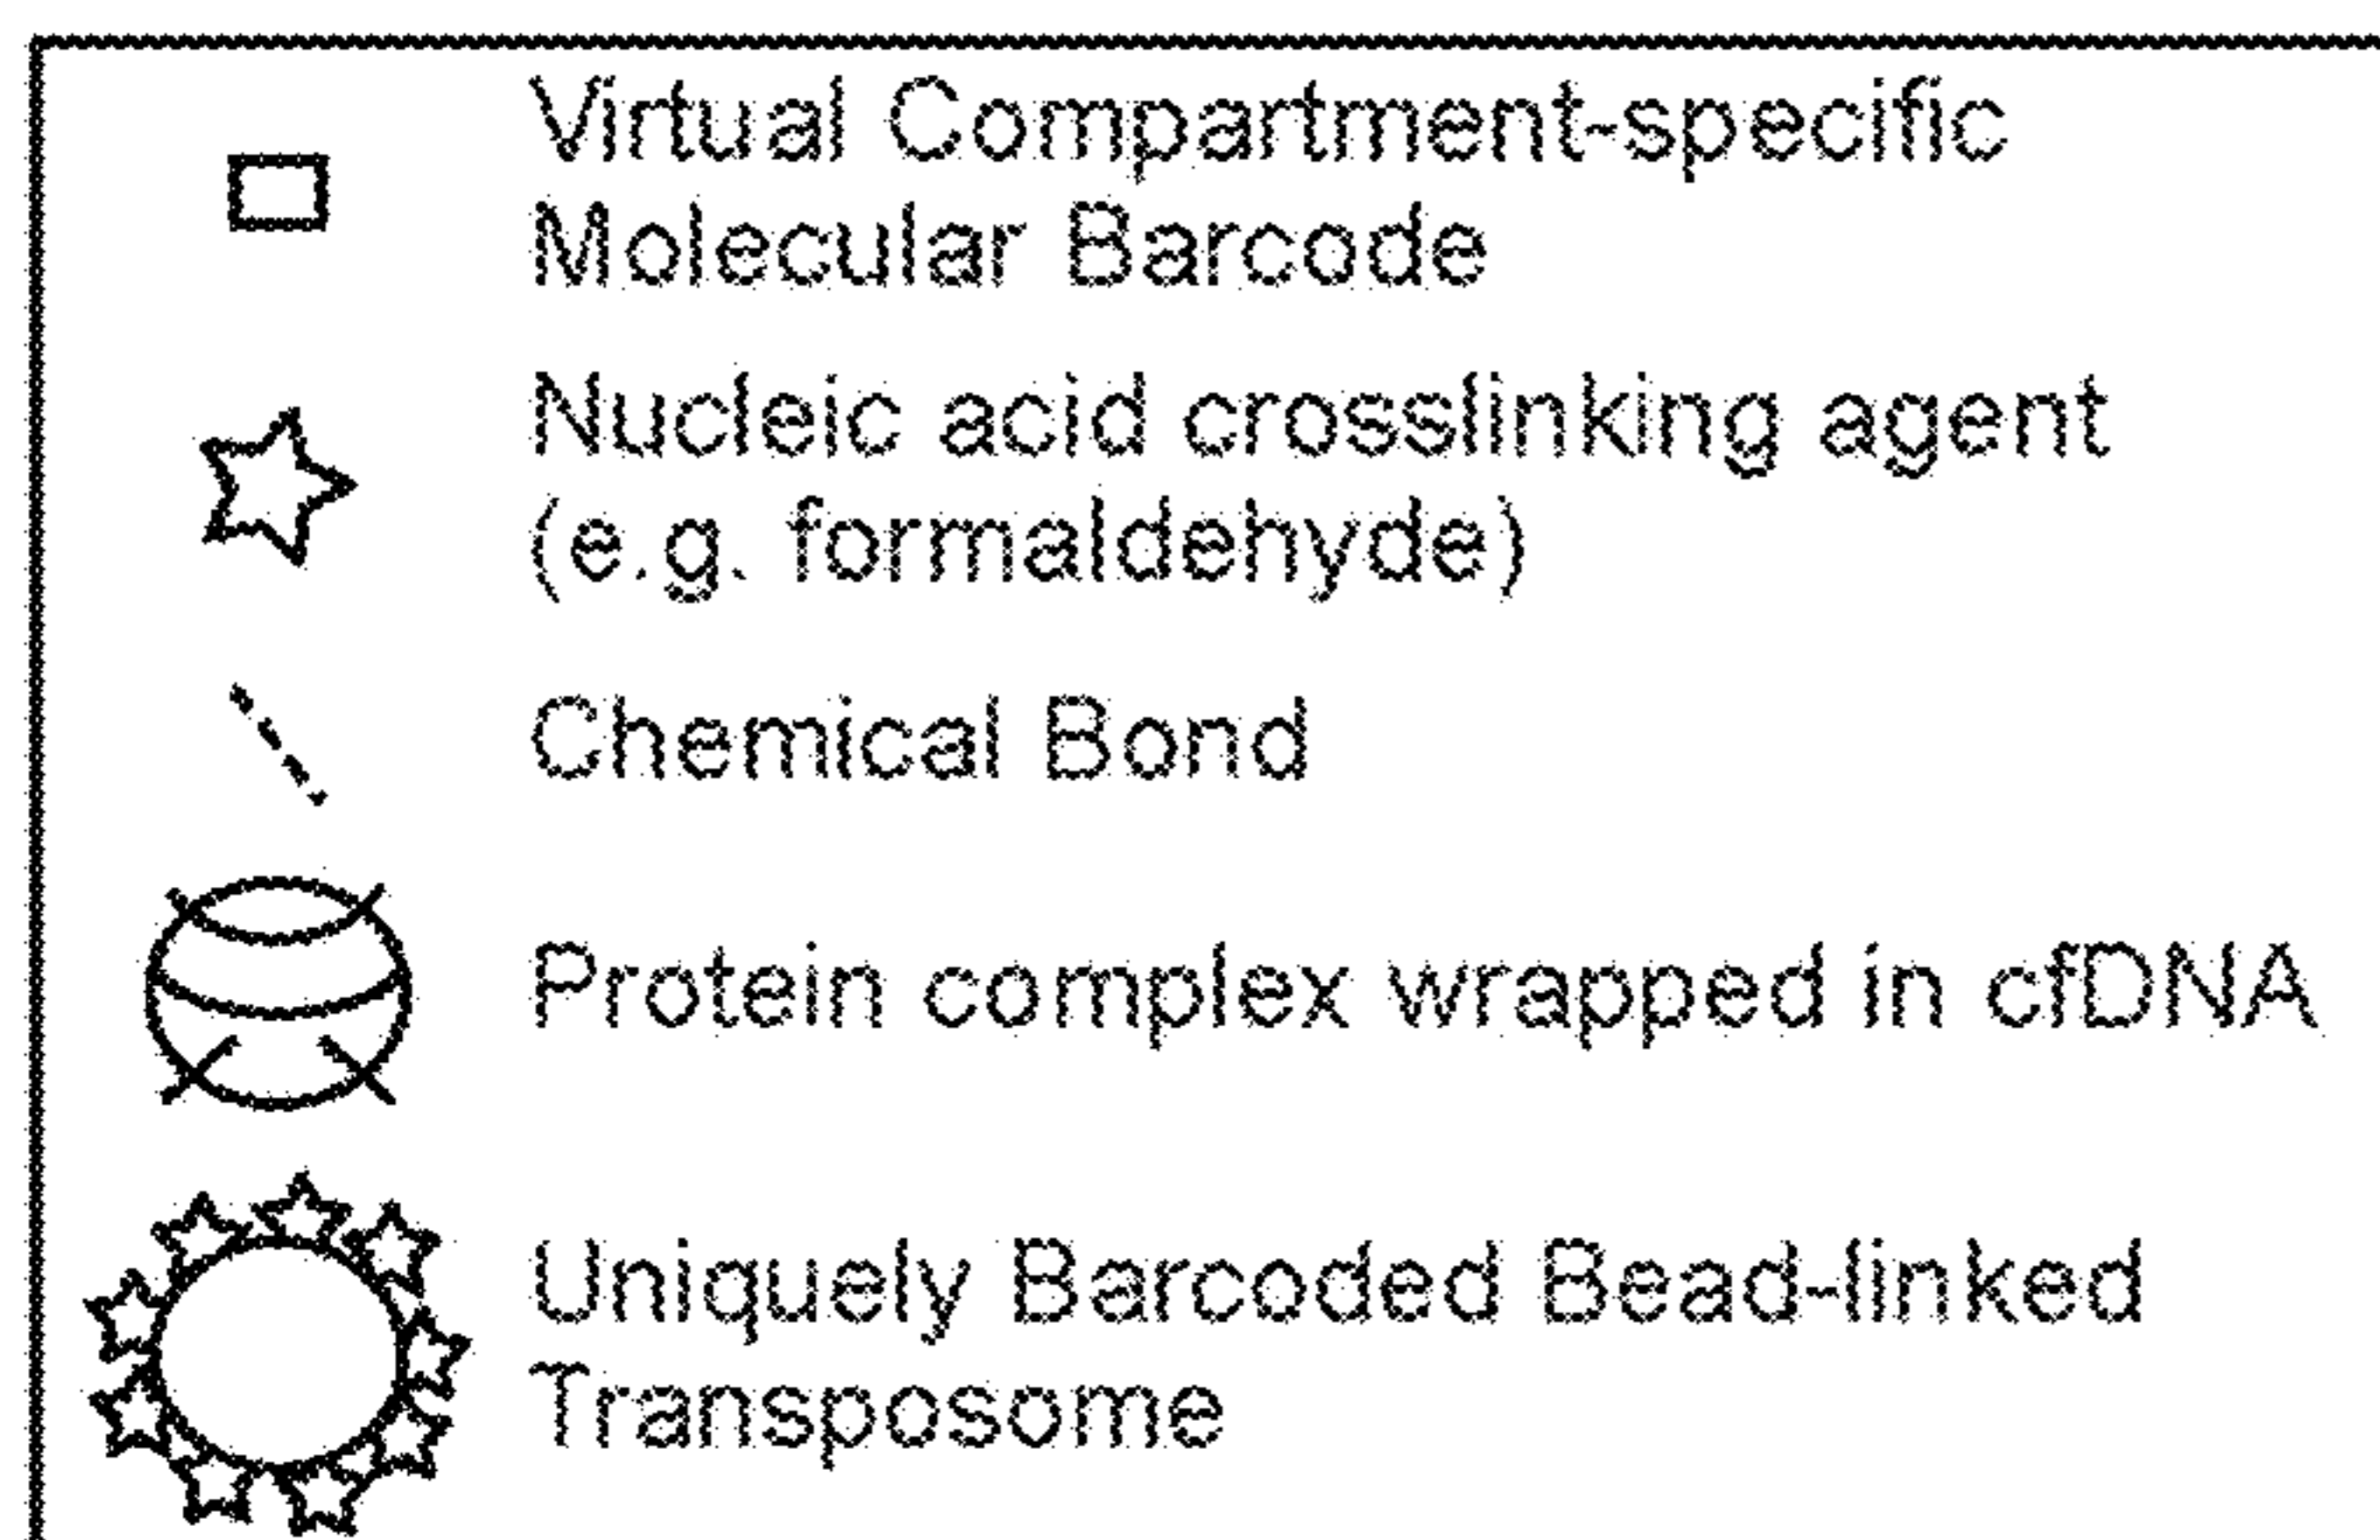 Virtual Compartment-specific
Molecular Barcode
Nucleic acid crosslinking agent
(e.g. formaldehyde)
Chemical Bond
Protein complex wrapped in cfDNA
Uniquely Barcoded Bead-linked
Transposome